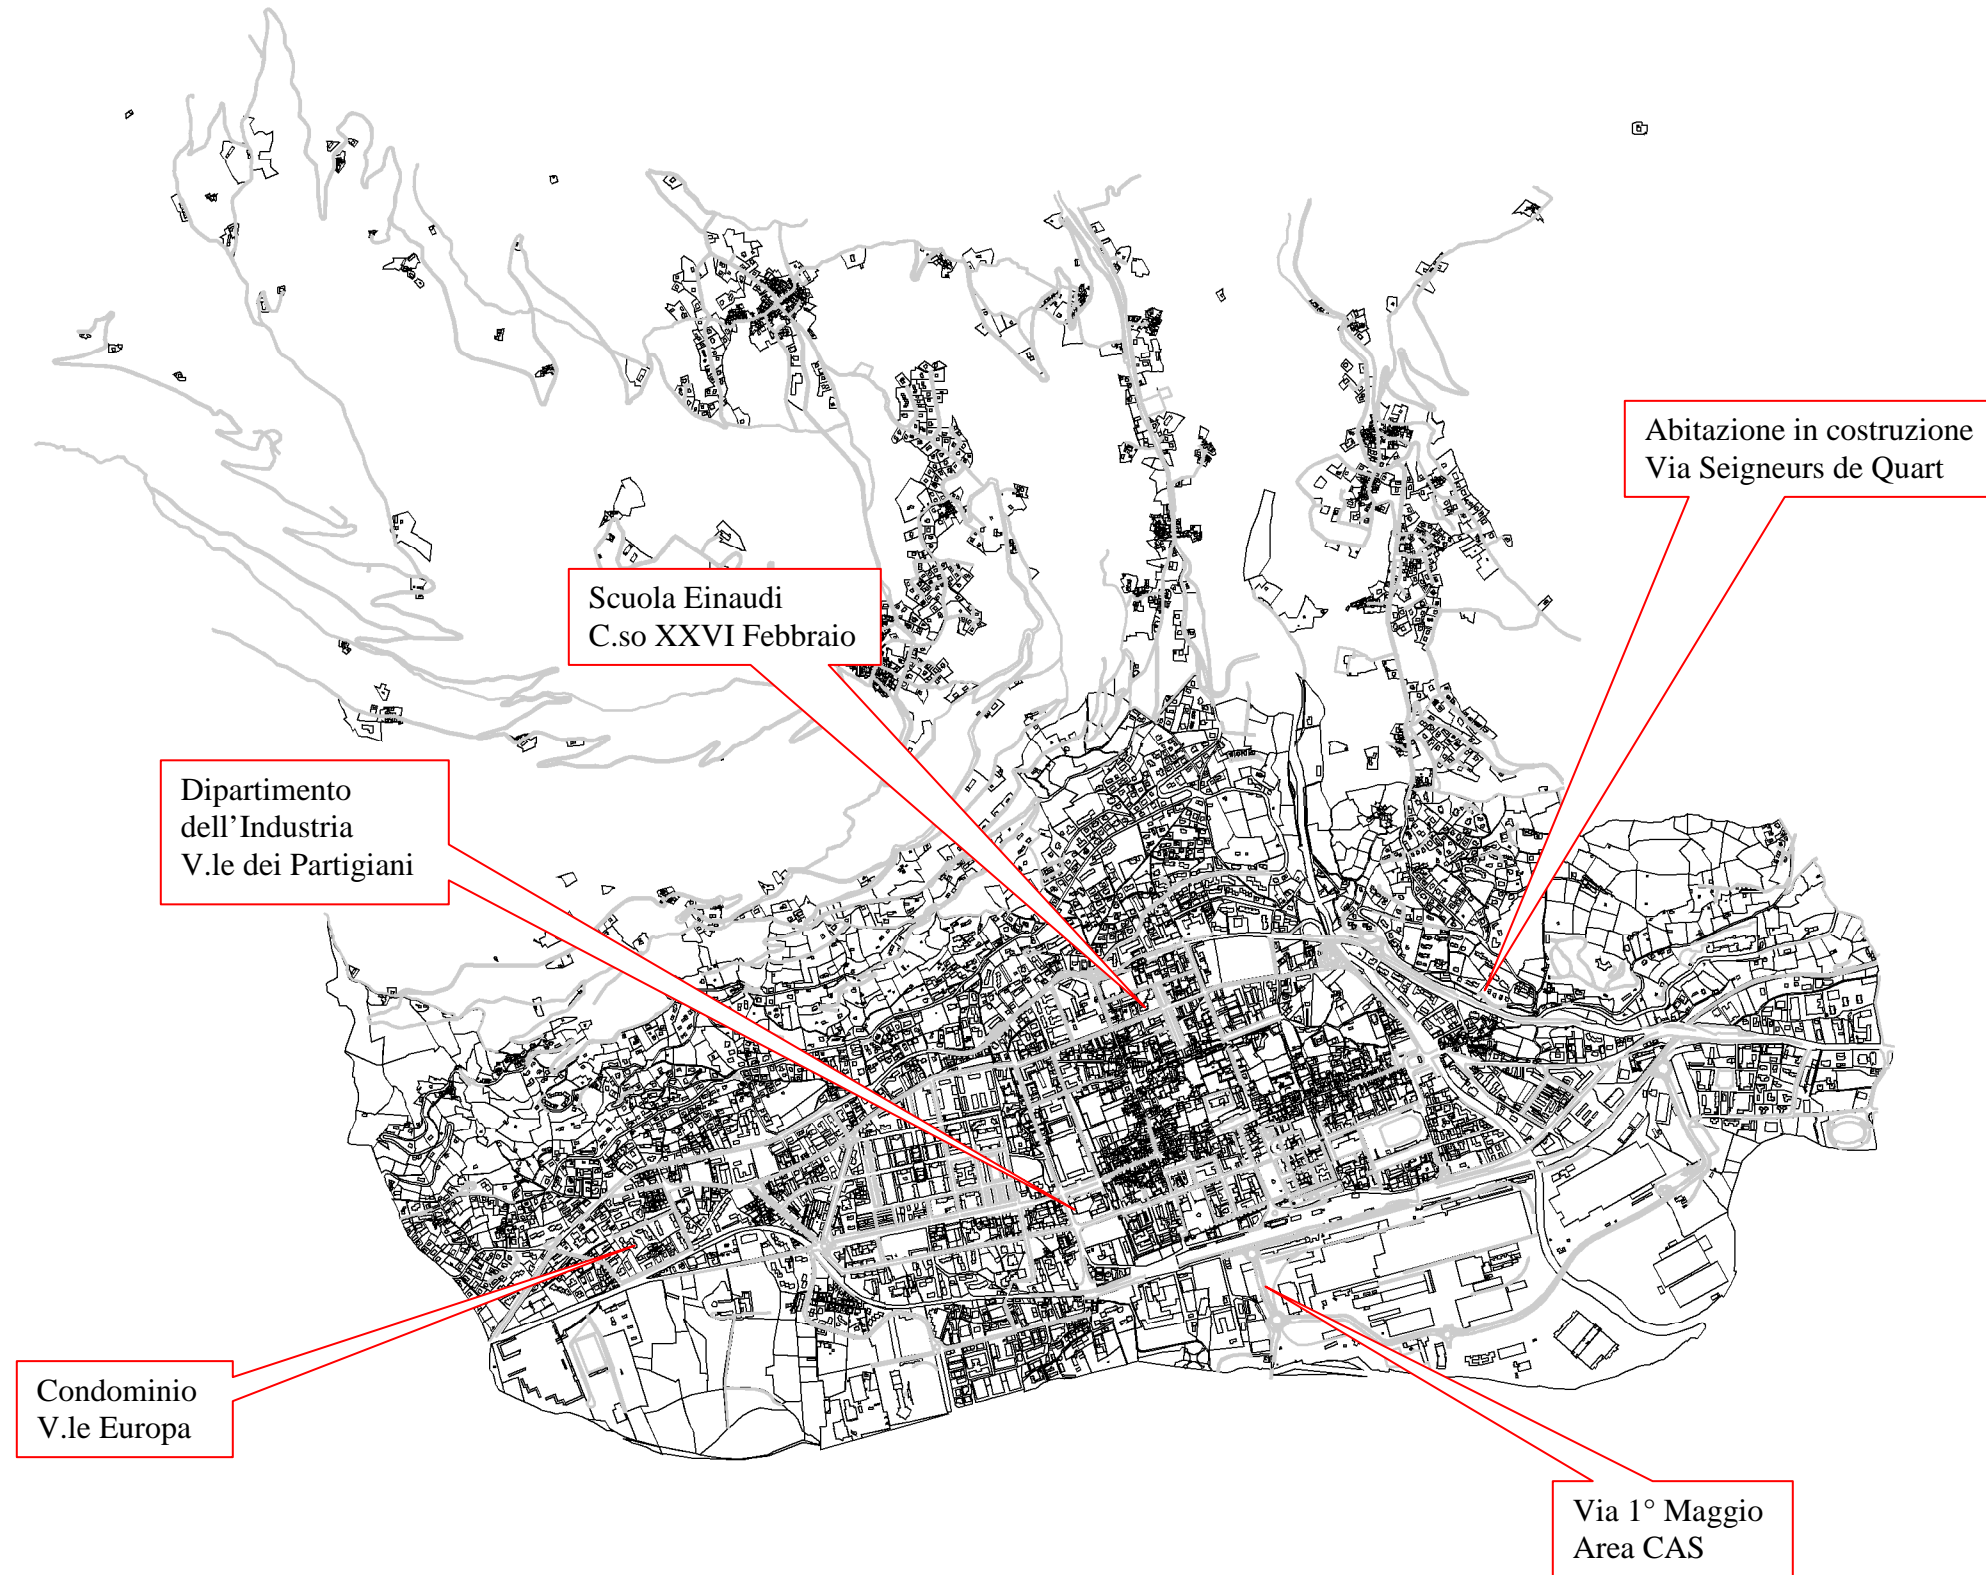 Abitazione in costruzione
Via Seigneurs de Quart
Scuola Einaudi
C.so XXVI Febbraio
Dipartimento
dell’Industria
V.le dei Partigiani
Condominio
V.le Europa
Via 1° Maggio
Area CAS